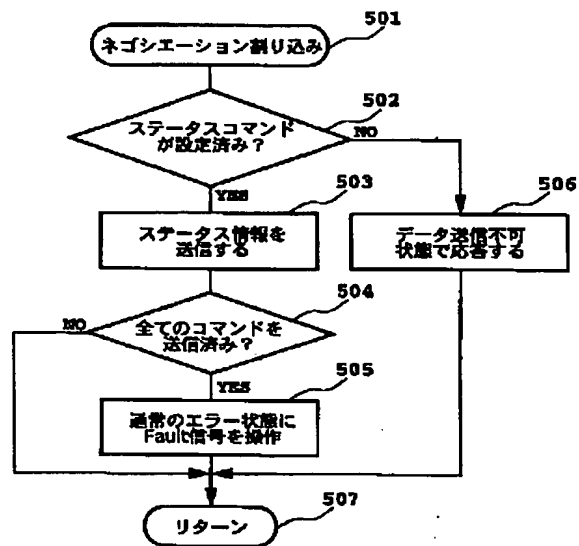 501
ネゴシエーション割り込み
502
ステータスコマンド
が設定済み？
NO
YES
503
ステータス情報を
送信する
506
データ送信不可
状態で応答する
504
全てのコマンドを
送信済み？
NO
YES
505
通常のエラー状態に
Fault信号を操作
507
リターン